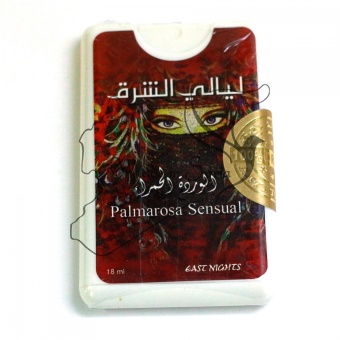 ليالي الشرق
الوردة الحمراء
Palmarosa Sensual
18 ml
EAST NIGHTS